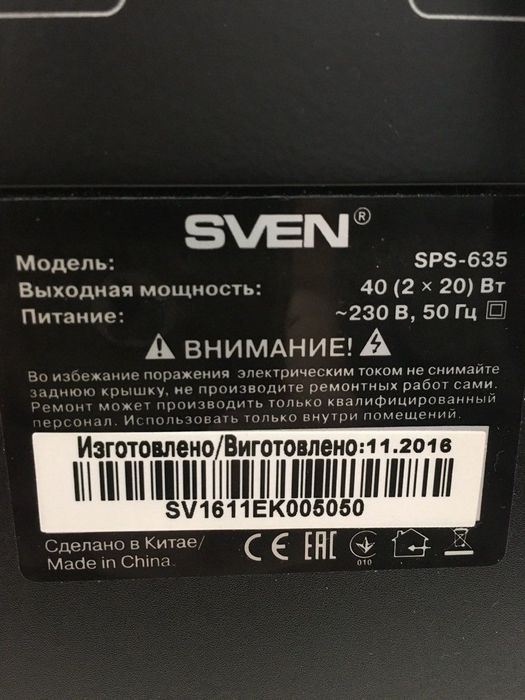 SVEN®
Модель: SPS-635
Выходная мощность: 40 (2 × 20) Вт
Питание: ~230 В, 50 Гц
ВНИМАНИЕ!
Во избежание поражения электрическим током не снимайте
заднюю крышку, не производите ремонтных работ сами.
Ремонт может производить только квалифицированный
персонал. Использовать только внутри помещений.
Изготовлено/Виготовлено:11.2016
SV1611EK005050
Сделано в Китае/
Made in China.
CE EAC
010